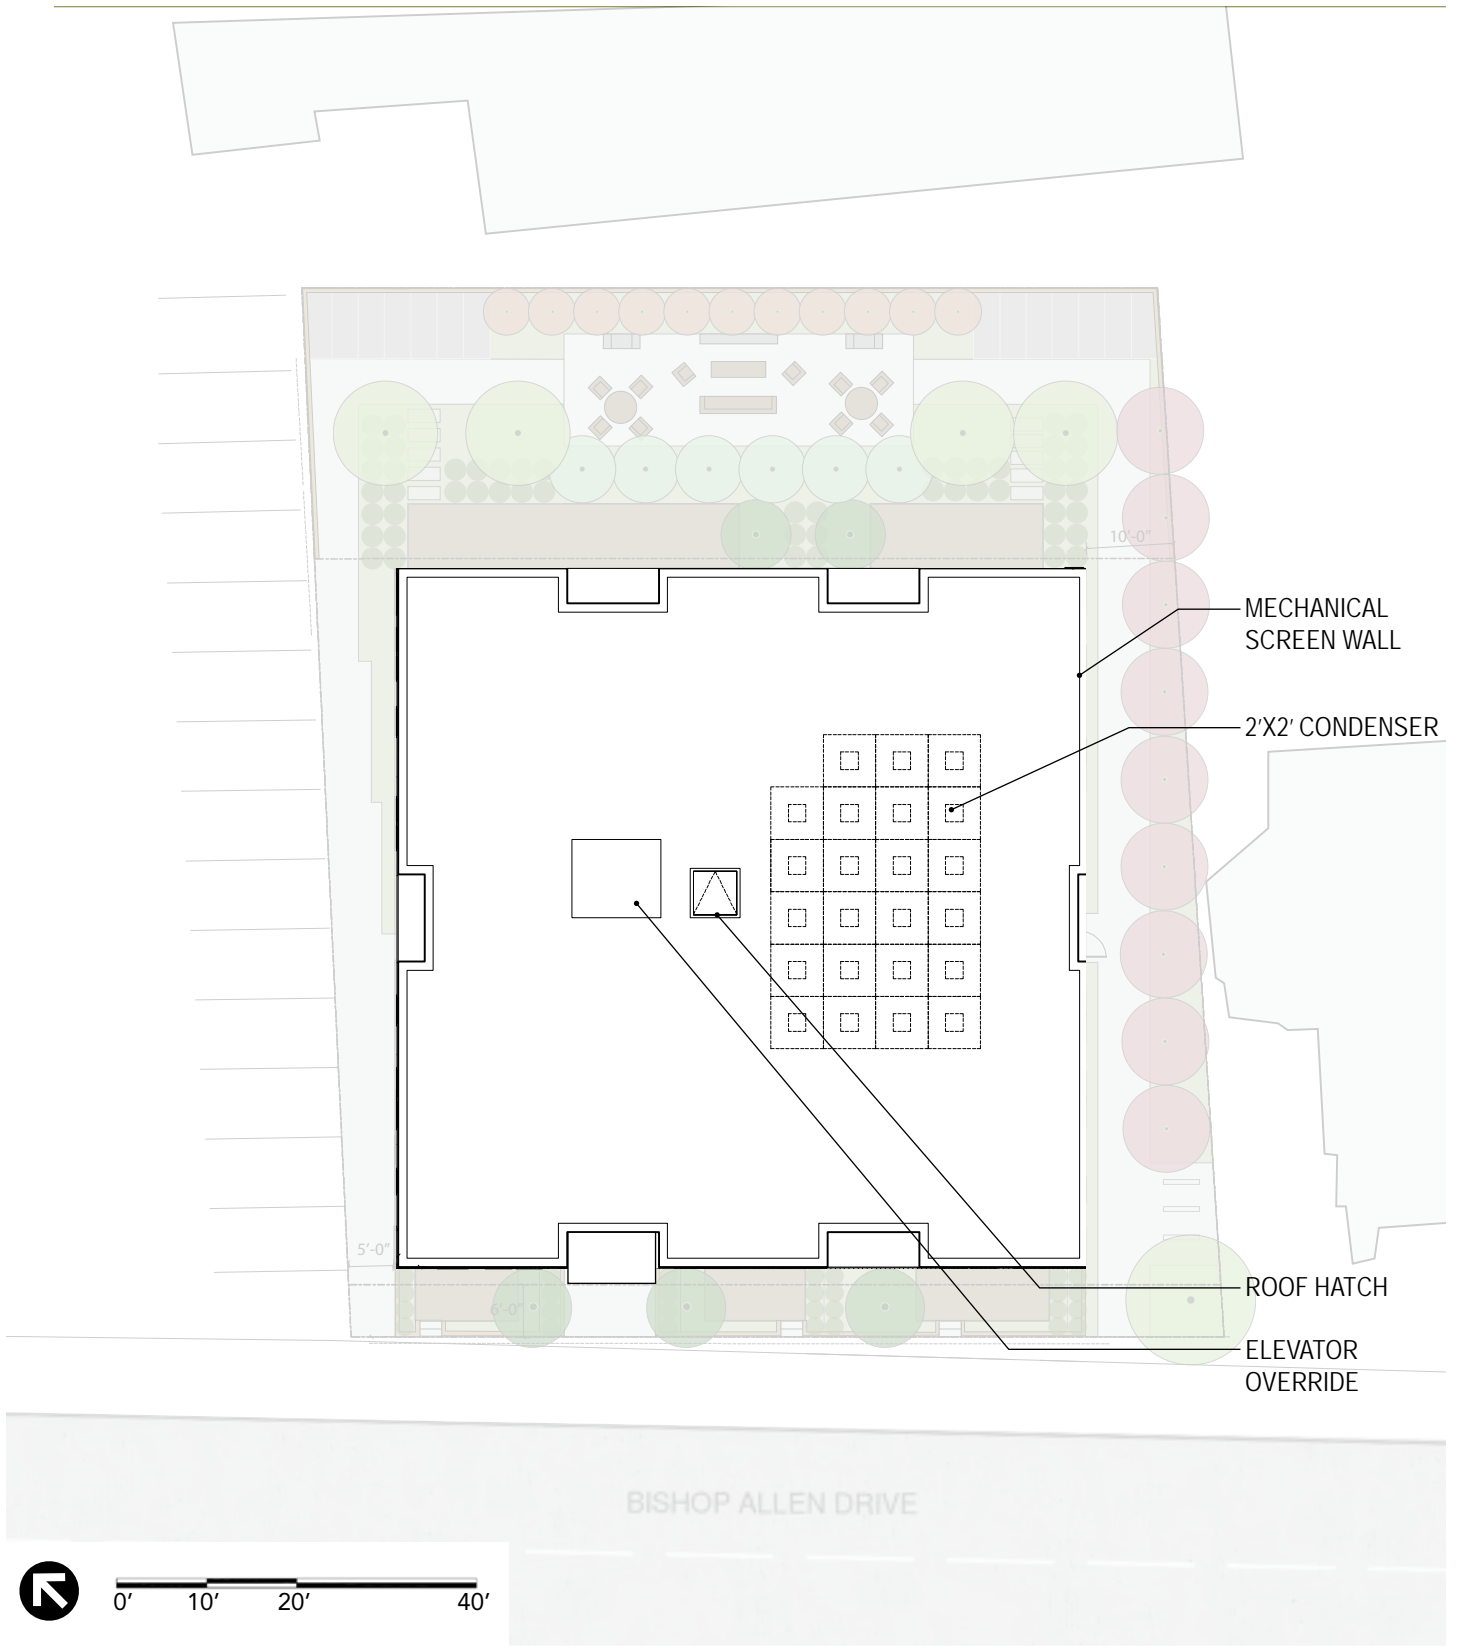 10'-0"
MECHANICAL
SCREEN WALL
2'X2' CONDENSER
5'-0"
6'-0"
ROOF HATCH
ELEVATOR
OVERRIDE
BISHOP ALLEN DRIVE
0' 10' 20' 40'